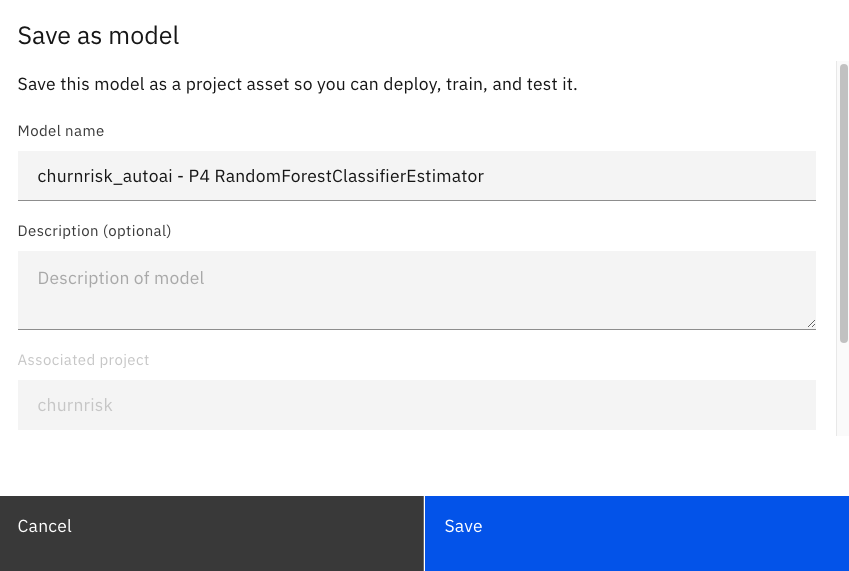 Save as model
Save this model as a project asset so you can deploy, train, and test it.
Model name
churnrisk_autoai - P4 RandomForestClassifierEstimator
Description (optional)
Description of model
Associated project
churnrisk
Cancel
Save